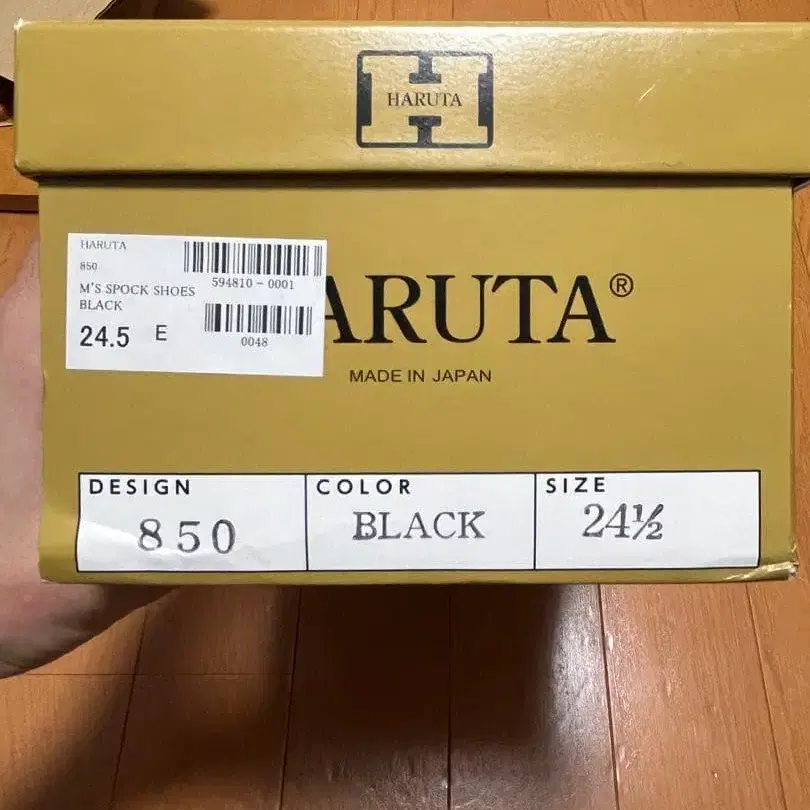 HARUTA
HARUTA
850
594810-0001
M'S SPOCK SHOES
BLACK
24.5 E
0048
ARUTA®
MADE IN JAPAN
DESIGN COLOR SIZE
850 BLACK 24½